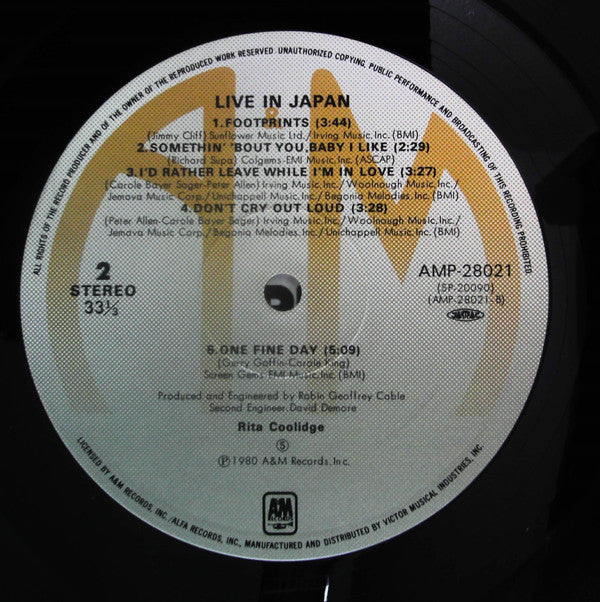 ALL RIGHTS OF THE RECORD PRODUCER AND OF THE OWNER OF THE REPRODUCED WORK RESERVED. UNAUTHORIZED COPYING, PUBLIC PERFORMANCE AND BROADCASTING OF THIS RECORDING PROHIBITED
LIVE IN JAPAN
1.FOOTPRINTS (3:44)
(Jimmy Cliff) Sunflower Music Ltd./Irving Music,Inc.(BMI)
2.SOMETHIN' 'BOUT YOU,BABY I LIKE (2:29)
(Richard Supa) Colgems-EMI Music,Inc.(ASCAP)
3.I'D RATHER LEAVE WHILE I'M IN LOVE (3:27)
(Carole Bayer Sager-Peter Allen) Irving Music,Inc./Woolnough Music,Inc./
Jemava Music Corp./Unichappell Music,Inc./Begonia Melodies,Inc.(BMI)
4.DON'T CRY OUT LOUD (3:28)
(Peter Allen-Carole Bayer Sager) Irving Music,Inc./Woolnough Music,Inc./
Jemava Music Corp./Begonia Melodies,Inc./Unichappell Music,Inc.(BMI)
2
STEREO
33⅓
AMP-28021
(SP-20090)
(AMP-28021-B)
JASRAC
5.ONE FINE DAY (5:09)
(Gerry Goffin-Carole King)
Screen Gems-EMI Music,Inc.(BMI)
Produced and Engineered by Robin Geoffrey Cable
Second Engineer:David Demore
Rita Coolidge
Ⓢ
℗1980 A&M Records,Inc.
A&M
RECORDS
LICENSED BY A&M RECORDS, INC./ALFA RECORDS, INC., MANUFACTURED AND DISTRIBUTED BY VICTOR MUSICAL INDUSTRIES, INC.